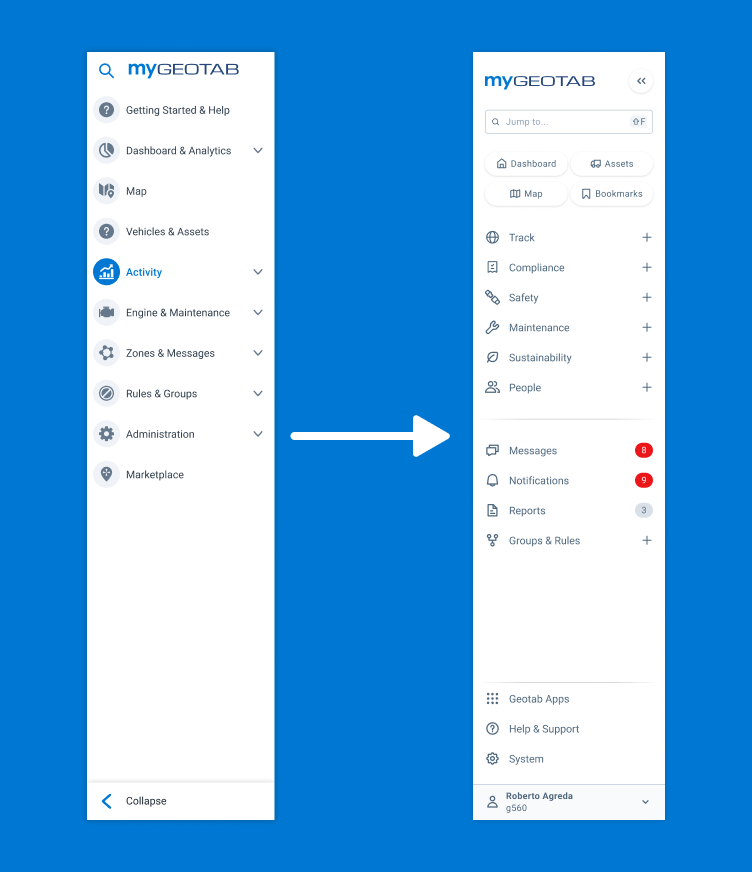 myGEOTAB
Getting Started & Help
Dashboard & Analytics
Map
Vehicles & Assets
Activity
Engine & Maintenance
Zones & Messages
Rules & Groups
Administration
Marketplace
Collapse
myGEOTAB
Jump to... ⇧F
Dashboard Assets
Map Bookmarks
Track
Compliance
Safety
Maintenance
Sustainability
People
Messages 8
Notifications 9
Reports 3
Groups & Rules
Geotab Apps
Help & Support
System
Roberto Agreda
g560